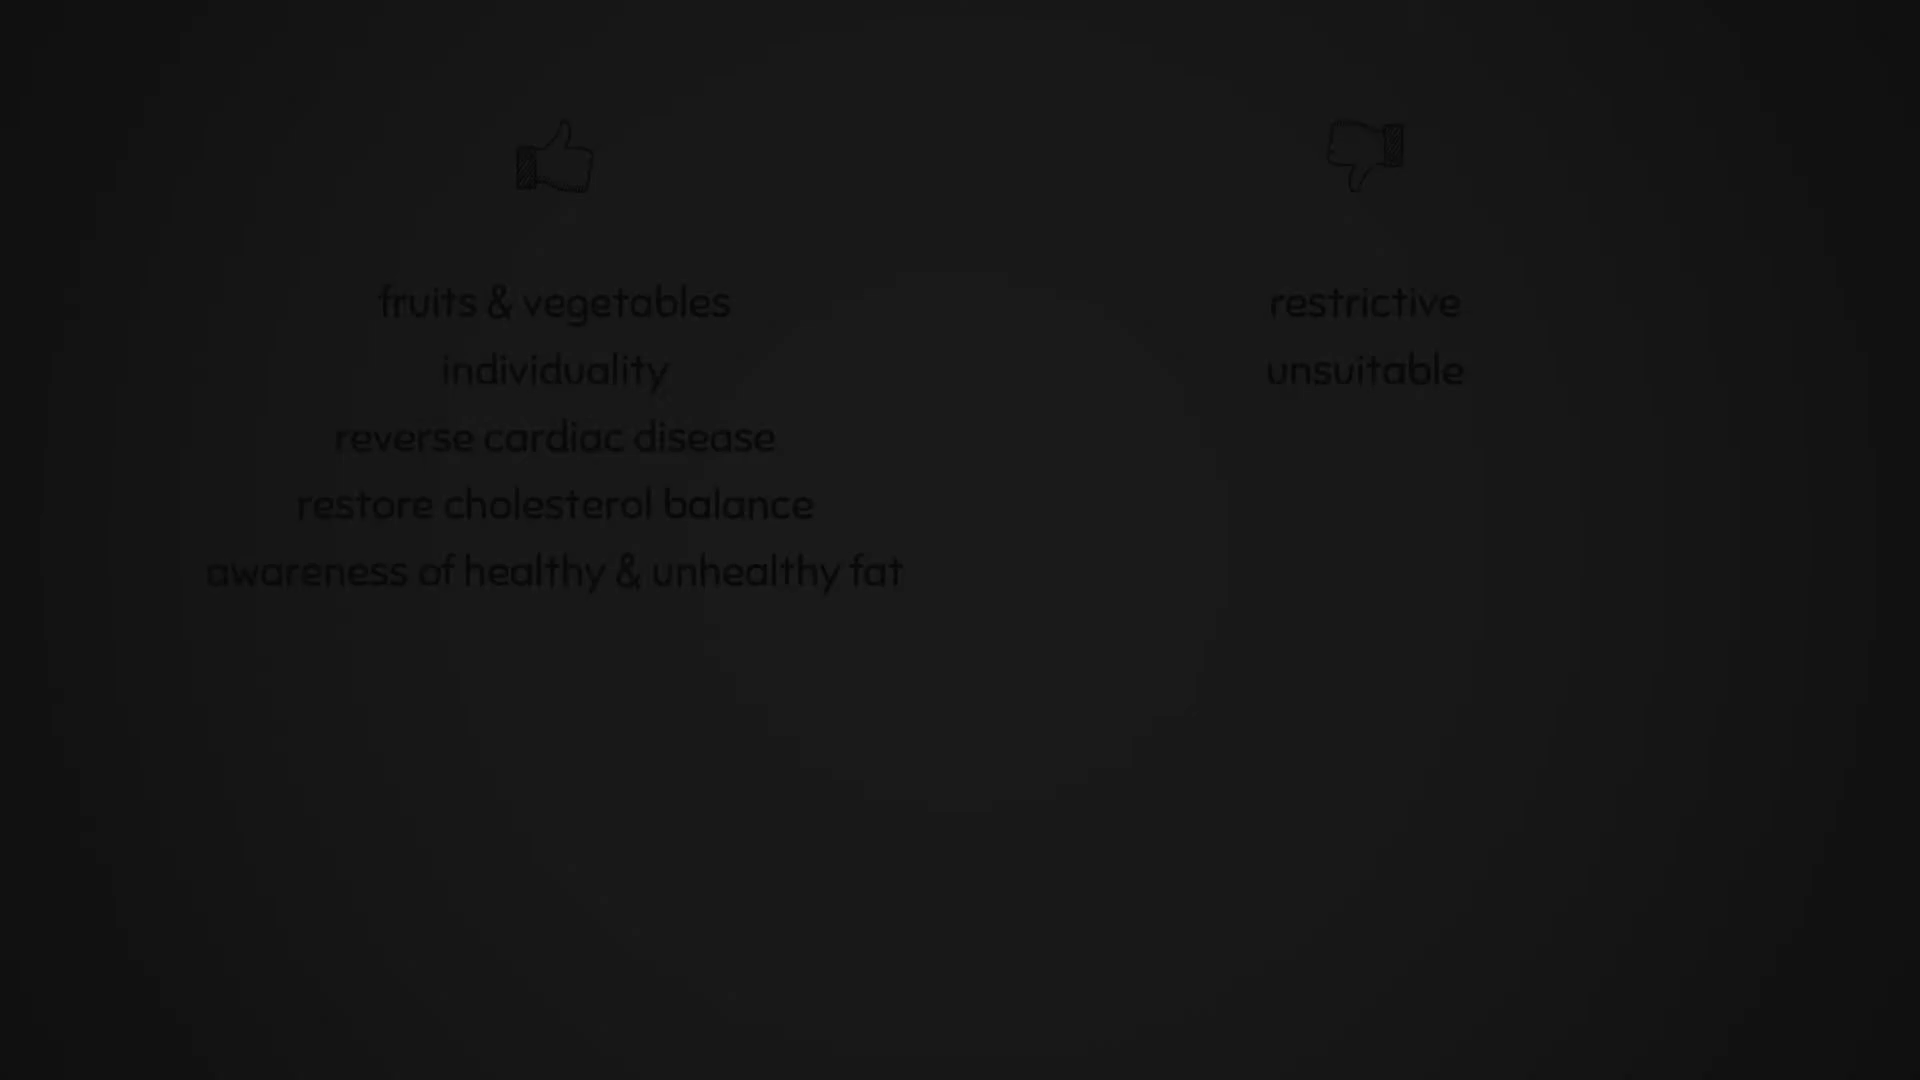 fruits & vegetables
individuality
reverse cardiac disease
restore cholesterol balance
awareness of healthy & unhealthy fat
restrictive
unsuitable